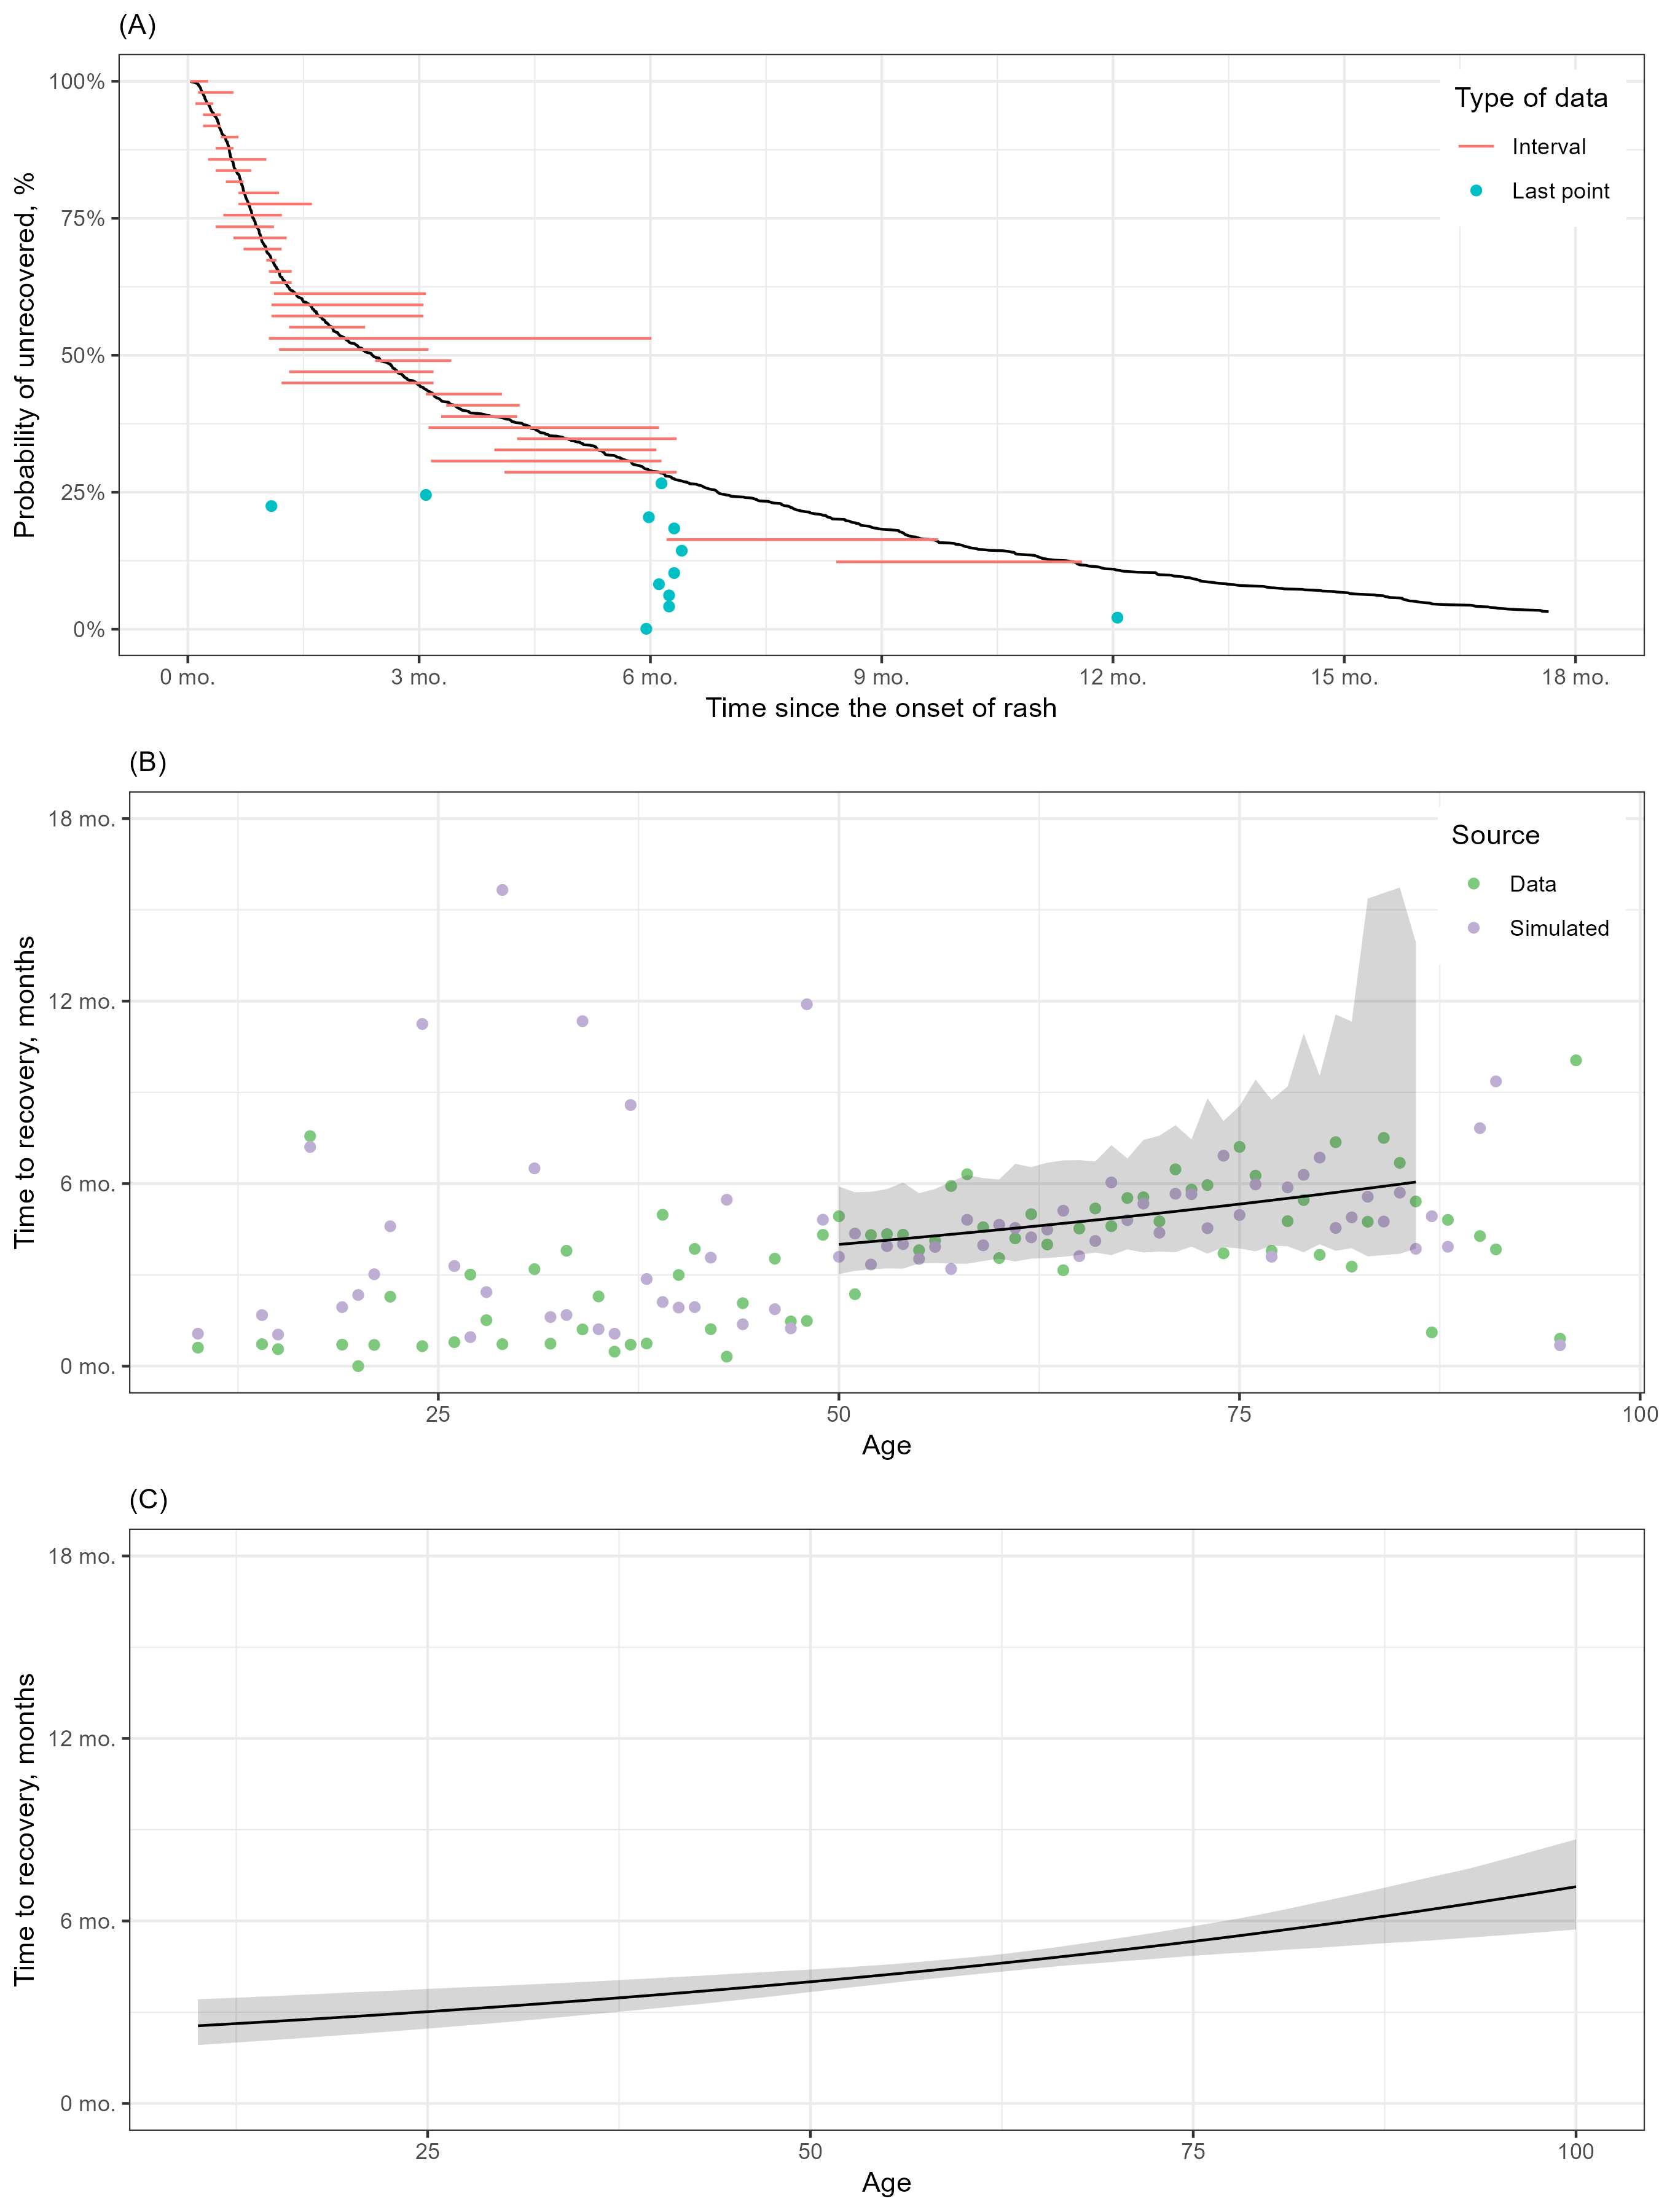 (A)
Probability of unrecovered, %
100%
75%
50%
25%
0%
Type of data
Interval
Last point
0 mo.
3 mo.
6 mo.
9 mo.
12 mo.
15 mo.
18 mo.
Time since the onset of rash
(B)
Time to recovery, months
18 mo.
12 mo.
6 mo.
0 mo.
Source
Data
Simulated
25
50
75
100
Age
(C)
Time to recovery, months
18 mo.
12 mo.
6 mo.
0 mo.
25
50
75
100
Age